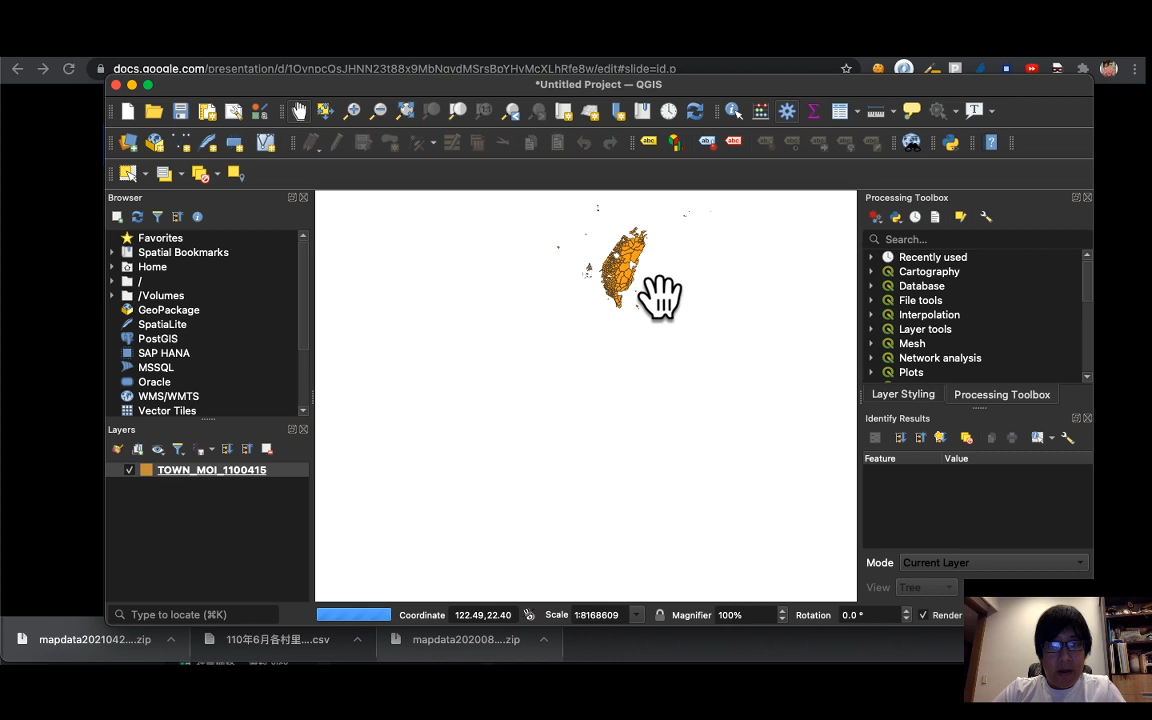 docs.google.com/presentation/d/1OvnpcQsJHNN23t88x9MbNgvdMSrsBpYHvMcXLhRfe8w/edit#slide=id.p
*Untitled Project — QGIS
Browser
Favorites
Spatial Bookmarks
Home
/
/Volumes
GeoPackage
SpatiaLite
PostGIS
SAP HANA
MSSQL
Oracle
WMS/WMTS
Vector Tiles
Layers
TOWN_MOI_1100415
Processing Toolbox
Search...
Recently used
Cartography
Database
File tools
Interpolation
Layer tools
Mesh
Network analysis
Plots
Layer Styling
Processing Toolbox
Identify Results
Feature
Value
Mode
Current Layer
View
Tree
Type to locate (⌘K)
Coordinate
122.49,22.40
Scale
1:8168609
Magnifier
100%
Rotation
0.0 °
Render
mapdata2021042....zip
110年6月各村里....csv
mapdata202008....zip